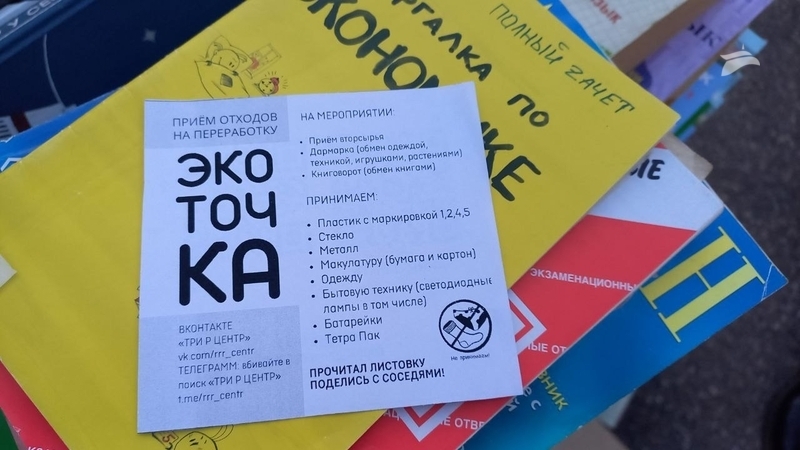 ПОЛНЫЙ ZАЧЕТ
ПО
ПРИЁМ ОТХОДОВ
НА ПЕРЕРАБОТКУ
ЭКО
ТОЧ
КА
ВКОНТАКТЕ
«ТРИ Р ЦЕНТР»
vk.com/rrr_centr
ТЕЛЕГРАММ: вбивайте в
поиск «ТРИ Р ЦЕНТР»
t.me/rrr_centr
НА МЕРОПРИЯТИИ:
• Приём вторсырья
• Дармарка (обмен одеждой,
техникой, игрушками, растениями)
• Книговорот (обмен книгами)
ПРИНИМАЕМ:
• Пластик с маркировкой 1,2,4,5
• Стекло
• Металл
• Макулатуру (бумага и картон)
• Одежду
• Бытовую технику (светодиодные
лампы в том числе)
• Батарейки
• Тетра Пак
Не принимаем!
ПРОЧИТАЛ ЛИСТОВКУ
ПОДЕЛИСЬ С СОСЕДЯМИ!
ЭКЗАМЕНАЦИОННЫ
Н